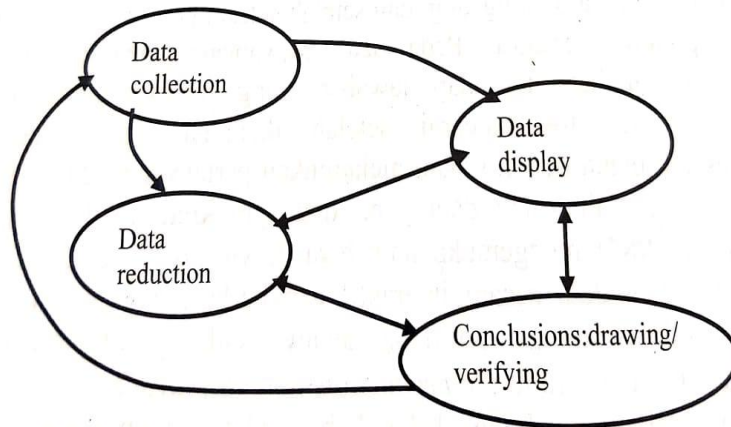 Data
collection
Data
display
Data
reduction
Conclusions:drawing/
verifying